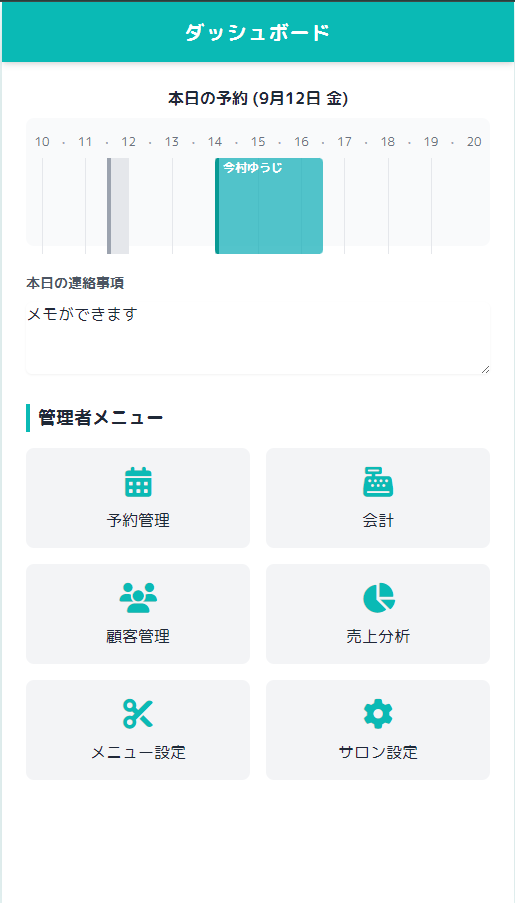 ダッシュボード
本日の予約 (9月12日 金)
10 · 11 · 12 · 13 · 14 · 15 · 16 · 17 · 18 · 19 · 20
今村ゆうじ
本日の連絡事項
メモができます
管理者メニュー
予約管理
会計
顧客管理
売上分析
メニュー設定
サロン設定